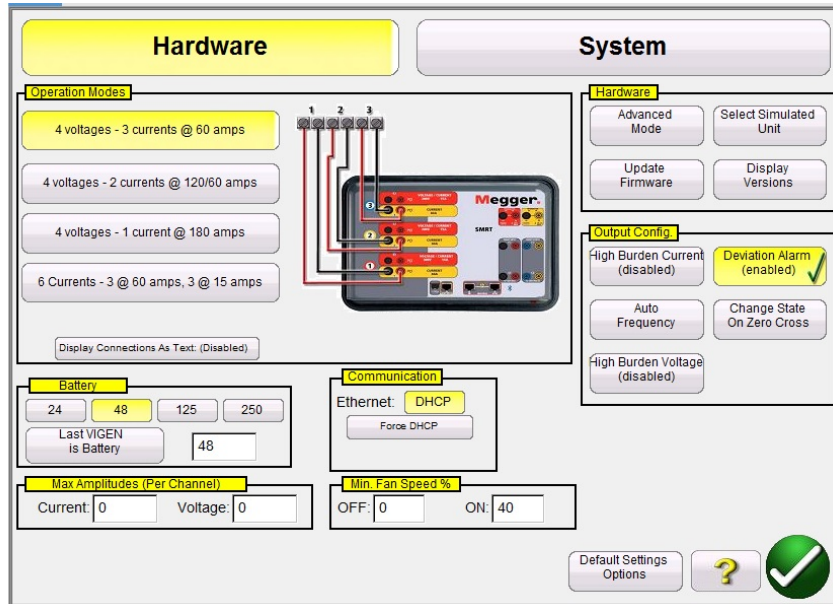 Hardware
System
Operation Modes
4 voltages - 3 currents @ 60 amps
4 voltages - 2 currents @ 120/60 amps
4 voltages - 1 current @ 180 amps
6 Currents - 3 @ 60 amps, 3 @ 15 amps
Display Connections As Text: (Disabled)
1 2 3
Megger.
SMRT
3
2
1
Hardware
Advanced
Mode
Select Simulated
Unit
Update
Firmware
Display
Versions
Output Config.
High Burden Current
(disabled)
Deviation Alarm
(enabled)
Auto
Frequency
Change State
On Zero Cross
High Burden Voltage
(disabled)
Battery
24 48 125 250
Last VIGEN
is Battery
48
Communication
Ethernet: DHCP
Force DHCP
Max Amplitudes (Per Channel)
Current: 0 Voltage: 0
Min. Fan Speed %
OFF: 0 ON: 40
Default Settings
Options
?